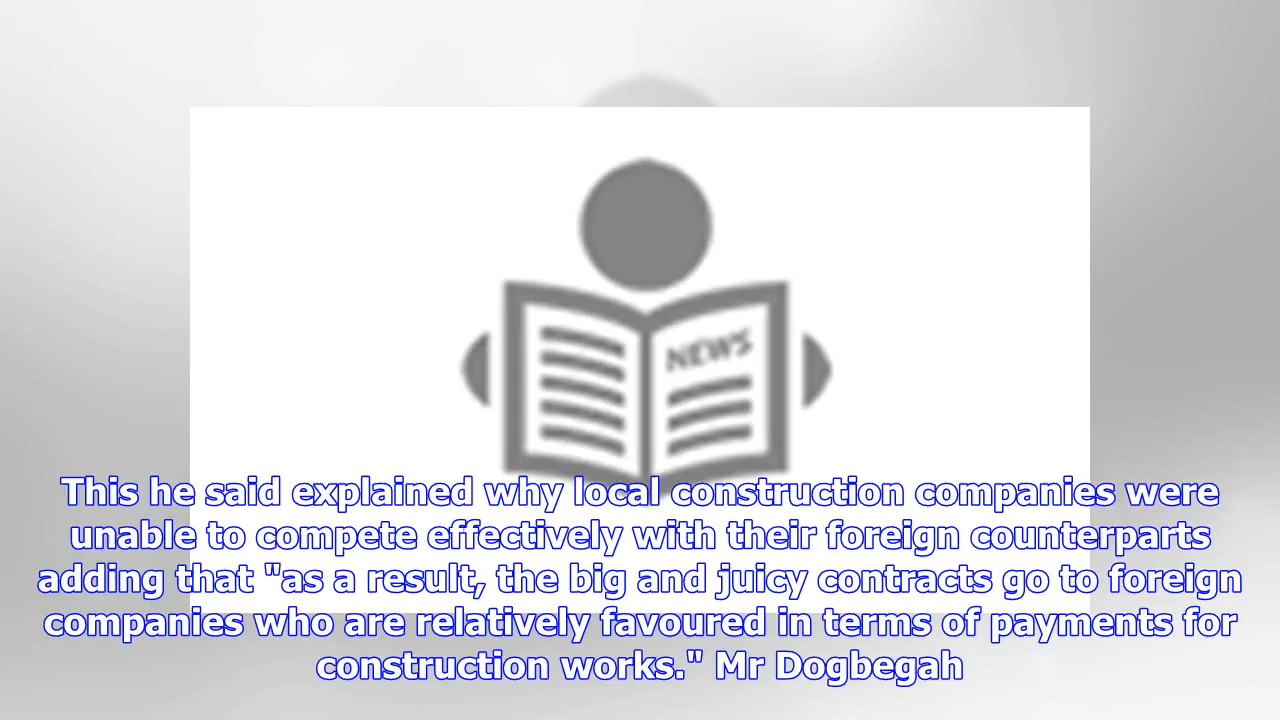 NEWS
This he said explained why local construction companies were
unable to compete effectively with their foreign counterparts
adding that "as a result, the big and juicy contracts go to foreign
companies who are relatively favoured in terms of payments for
construction works." Mr Dogbegah